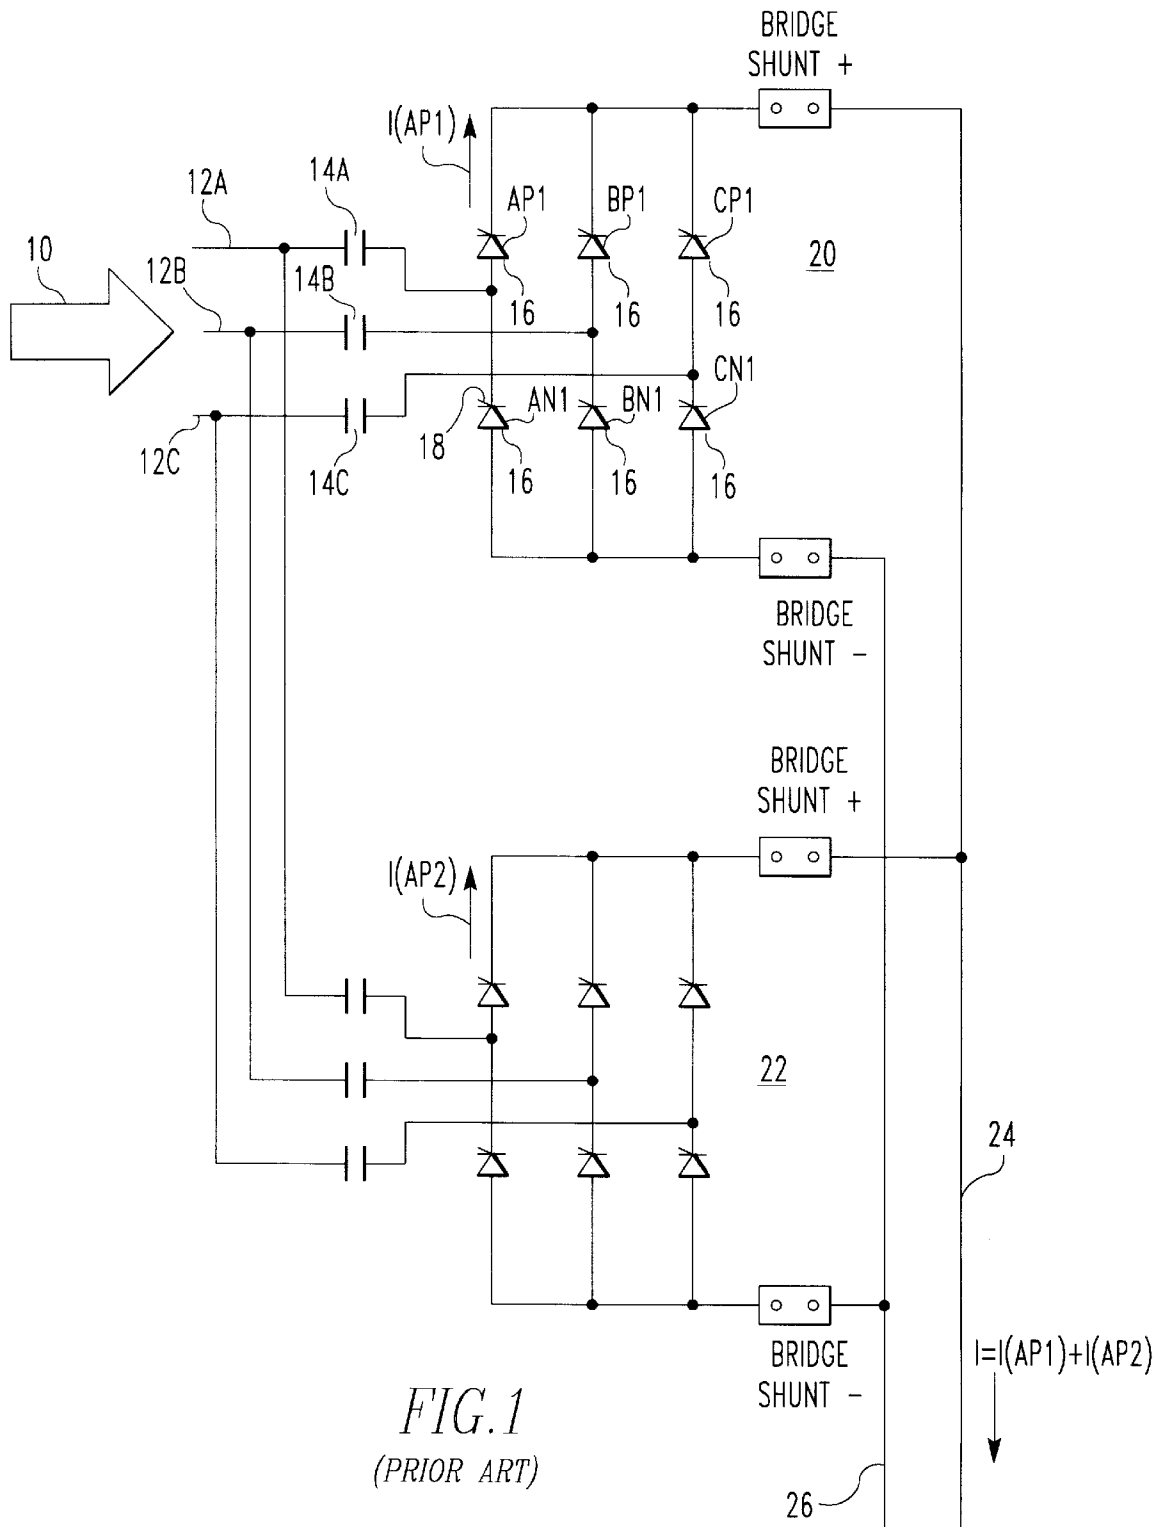 BRIDGE
SHUNT +
I(AP1)
14A
12A
AP1
BP1
CP1
10
12B
14B
16
16
16
20
CN1
18
AN1
BN1
12C
14C
16
16
16
BRIDGE
SHUNT -
BRIDGE
SHUNT +
I(AP2)
22
24
BRIDGE
SHUNT -
I=I(AP1)+I(AP2)
FIG.1
(PRIOR ART)
26